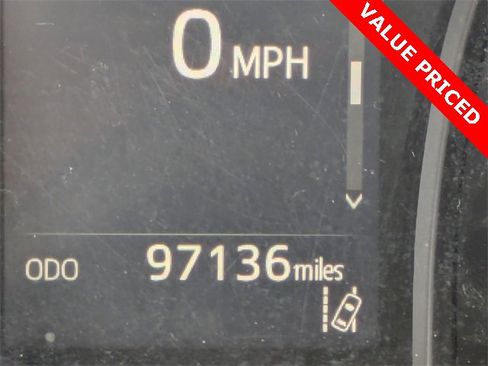 0 MPH
VALUE PRICED
ODO 97136 miles